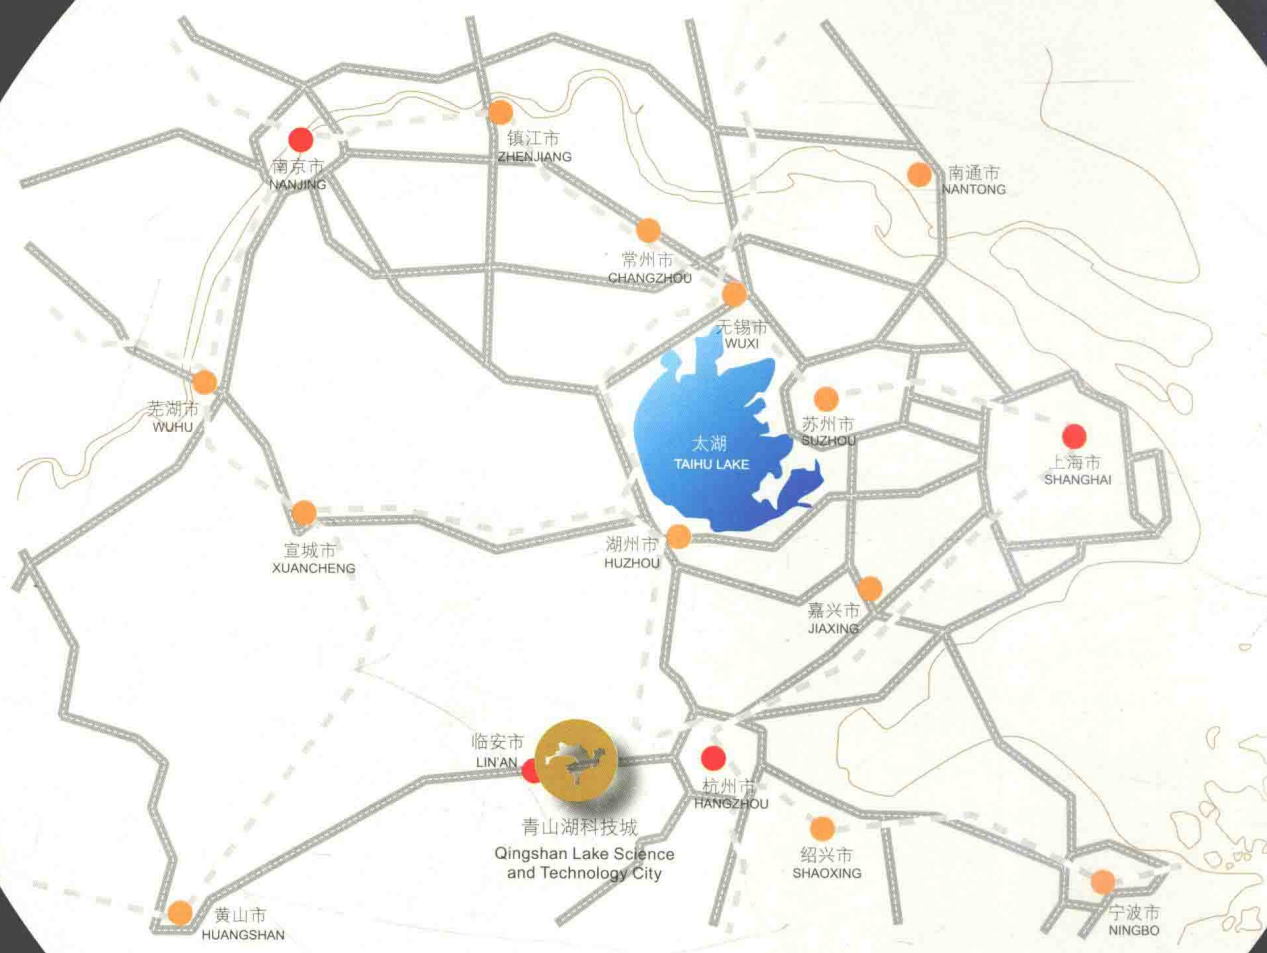 镇江市
ZHENJIANG
南京市
NANJING
南通市
NANTONG
常州市
CHANGZHOU
无锡市
WUXI
芜湖市
WUHU
苏州市
SUZHOU
太湖
TAIHU LAKE
上海市
SHANGHAI
宣城市
XUANCHENG
湖州市
HUZHOU
嘉兴市
JIAXING
临安市
LIN'AN
杭州市
HANGZHOU
青山湖科技城
Qingshan Lake Science
and Technology City
绍兴市
SHAOXING
黄山市
HUANGSHAN
宁波市
NINGBO